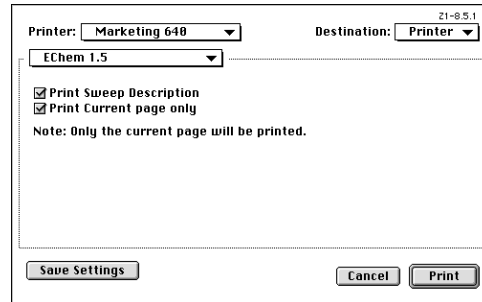 Z1-8.5.1
Printer: Marketing 640 Destination: Printer
EChem 1.5
Print Sweep Description
Print Current page only
Note: Only the current page will be printed.
Save Settings Cancel Print